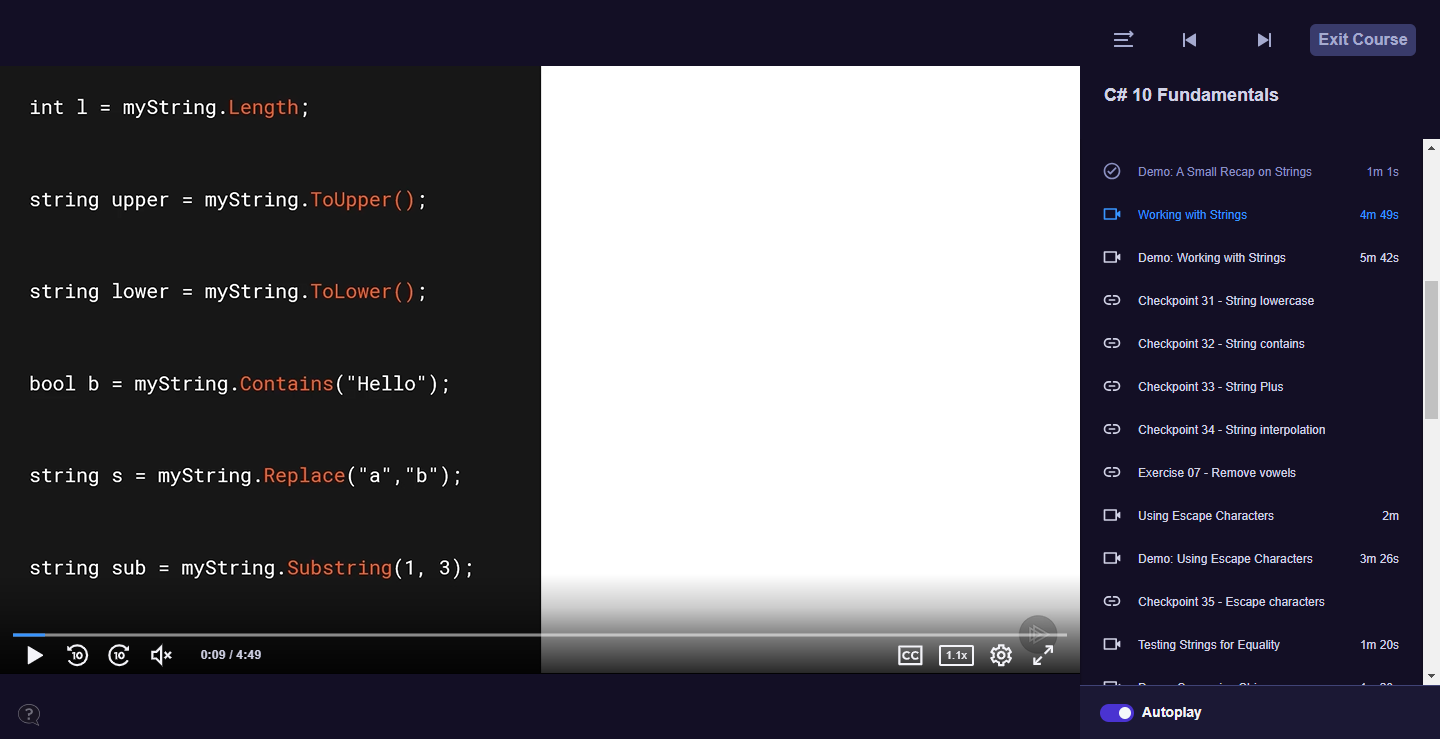 Exit Course
C# 10 Fundamentals
int l = myString.Length;
string upper = myString.ToUpper();
string lower = myString.ToLower();
bool b = myString.Contains("Hello");
string s = myString.Replace("a","b");
string sub = myString.Substring(1, 3);
10
10
0:09 / 4:49
CC
1.1x
?
Demo: A Small Recap on Strings 1m 1s
Working with Strings 4m 49s
Demo: Working with Strings 5m 42s
Checkpoint 31 - String lowercase
Checkpoint 32 - String contains
Checkpoint 33 - String Plus
Checkpoint 34 - String interpolation
Exercise 07 - Remove vowels
Using Escape Characters 2m
Demo: Using Escape Characters 3m 26s
Checkpoint 35 - Escape characters
Testing Strings for Equality 1m 20s
Autoplay